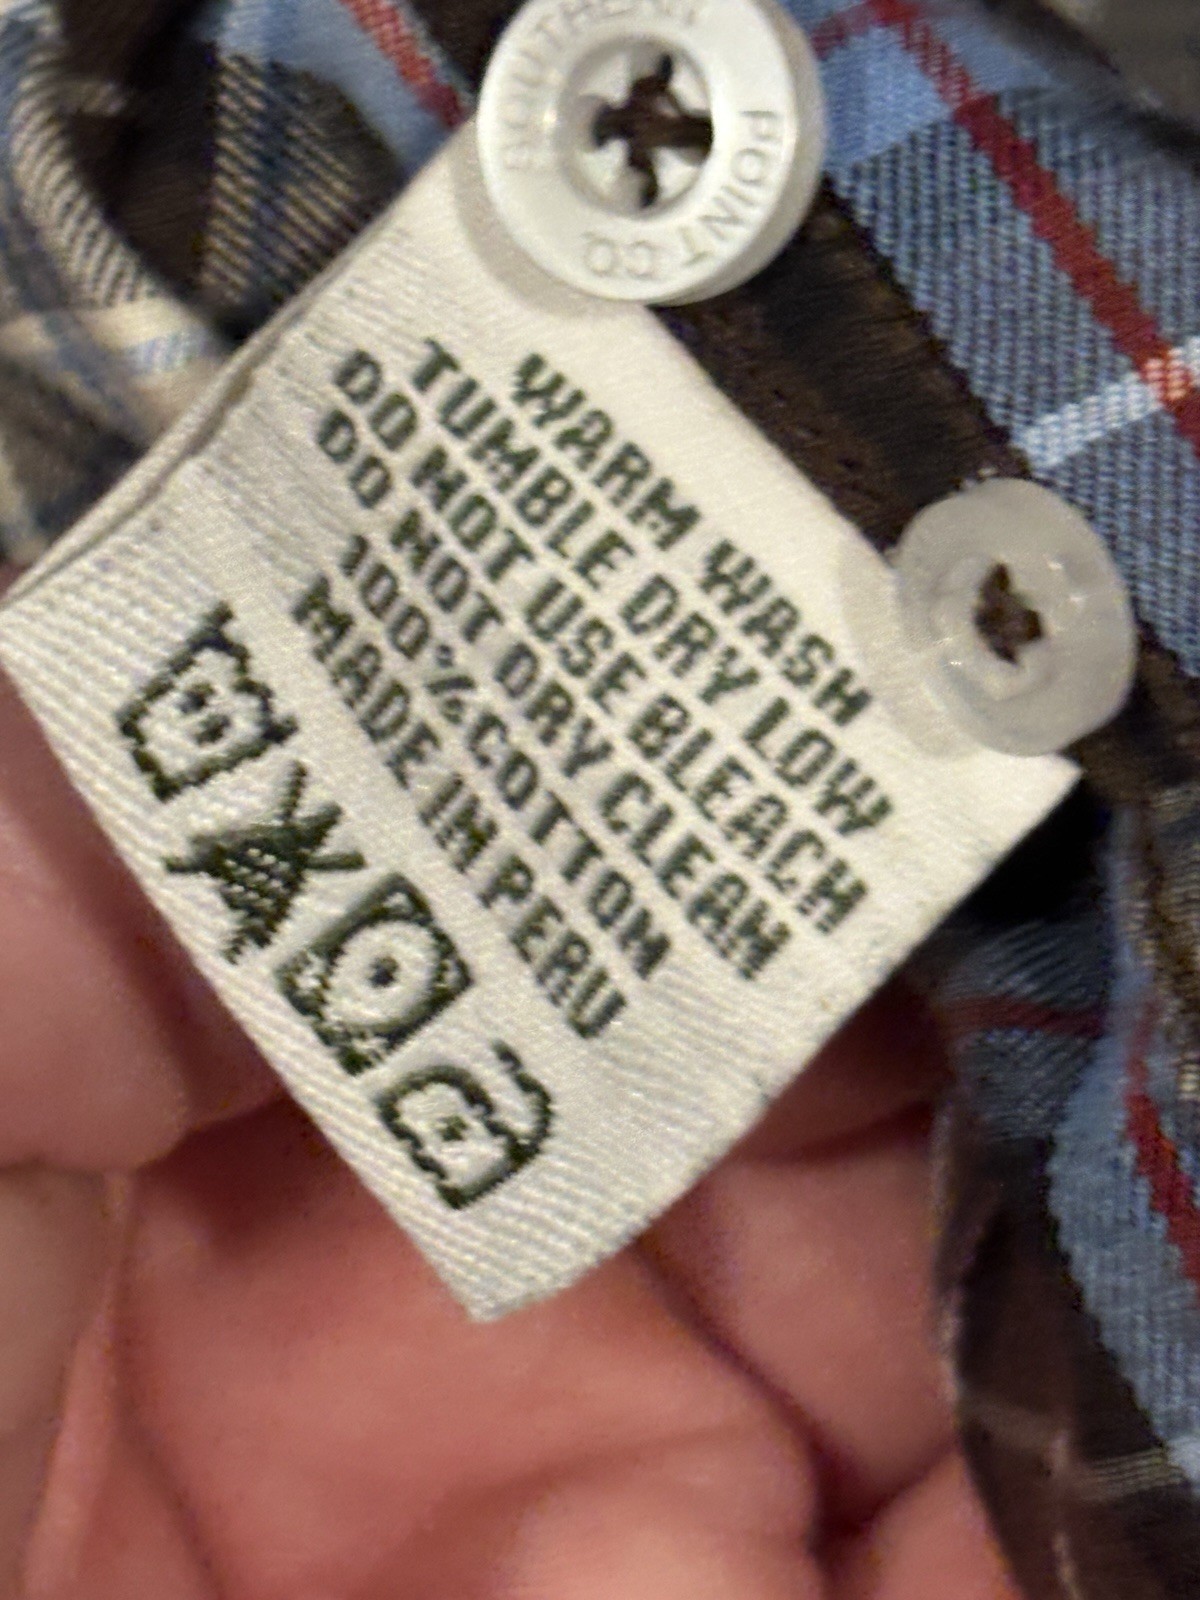 SOUTHERN POINT CO.
WARM WASH
TUMBLE DRY LOW
DO NOT USE BLEACH
DO NOT DRY CLEAN
100% COTTON
MADE IN PERU